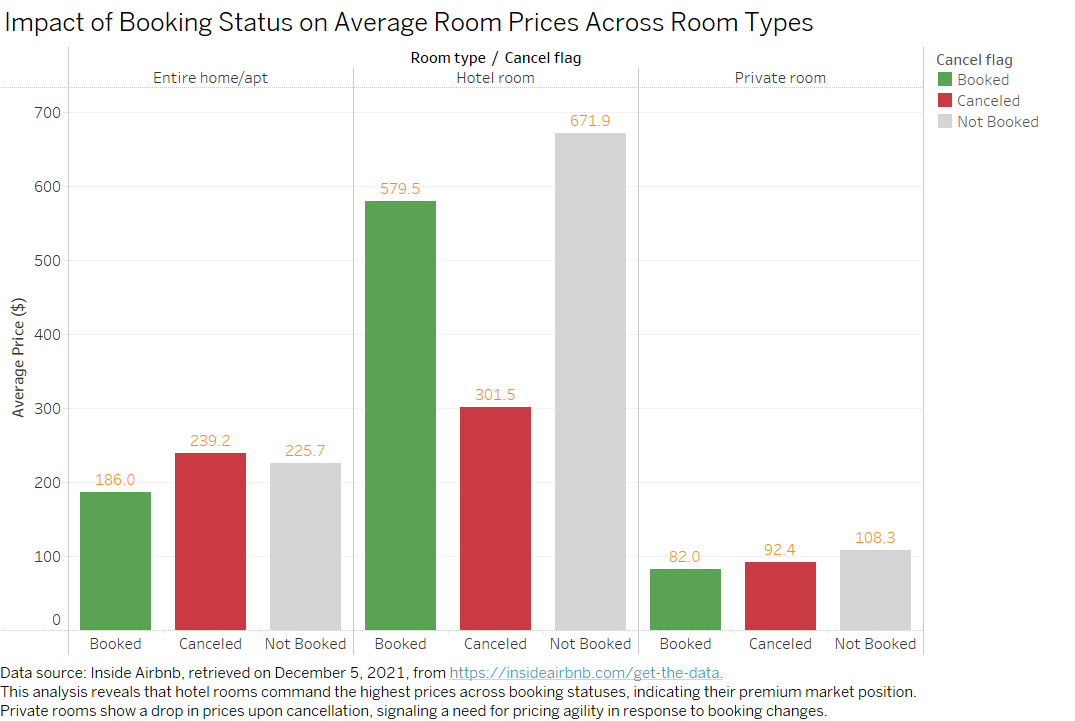 Impact of Booking Status on Average Room Prices Across Room Types
Room type / Cancel flag
Entire home/apt Hotel room Private room
Cancel flag
Booked
Canceled
Not Booked
Average Price ($)
700
600
500
400
300
200
100
0
186.0 239.2 225.7 579.5 301.5 671.9 82.0 92.4 108.3
Booked Canceled Not Booked Booked Canceled Not Booked Booked Canceled Not Booked
Data source: Inside Airbnb, retrieved on December 5, 2021, from https://insideairbnb.com/get-the-data.
This analysis reveals that hotel rooms command the highest prices across booking statuses, indicating their premium market position.
Private rooms show a drop in prices upon cancellation, signaling a need for pricing agility in response to booking changes.